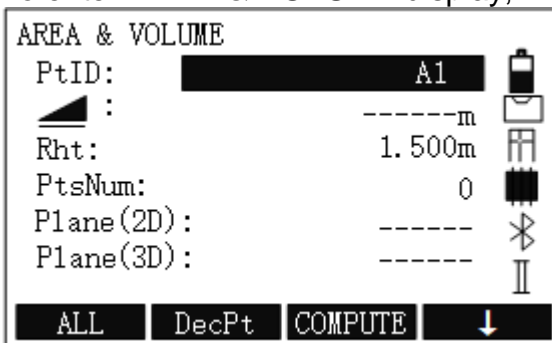 AREA & VOLUME
PtID: A1
: ------m
Rht: 1.500m
PtsNum: 0
Plane(2D): ------
Plane(3D): ------
ALL DecPt COMPUTE ↓